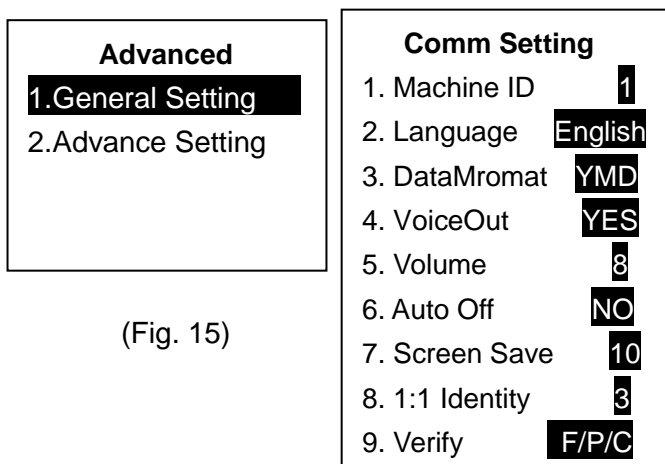 Advanced
1.General Setting
2.Advance Setting
(Fig. 15)
Comm Setting
1. Machine ID 1
2. Language English
3. DataMromat YMD
4. VoiceOut YES
5. Volume 8
6. Auto Off NO
7. Screen Save 10
8. 1:1 Identity 3
9. Verify F/P/C